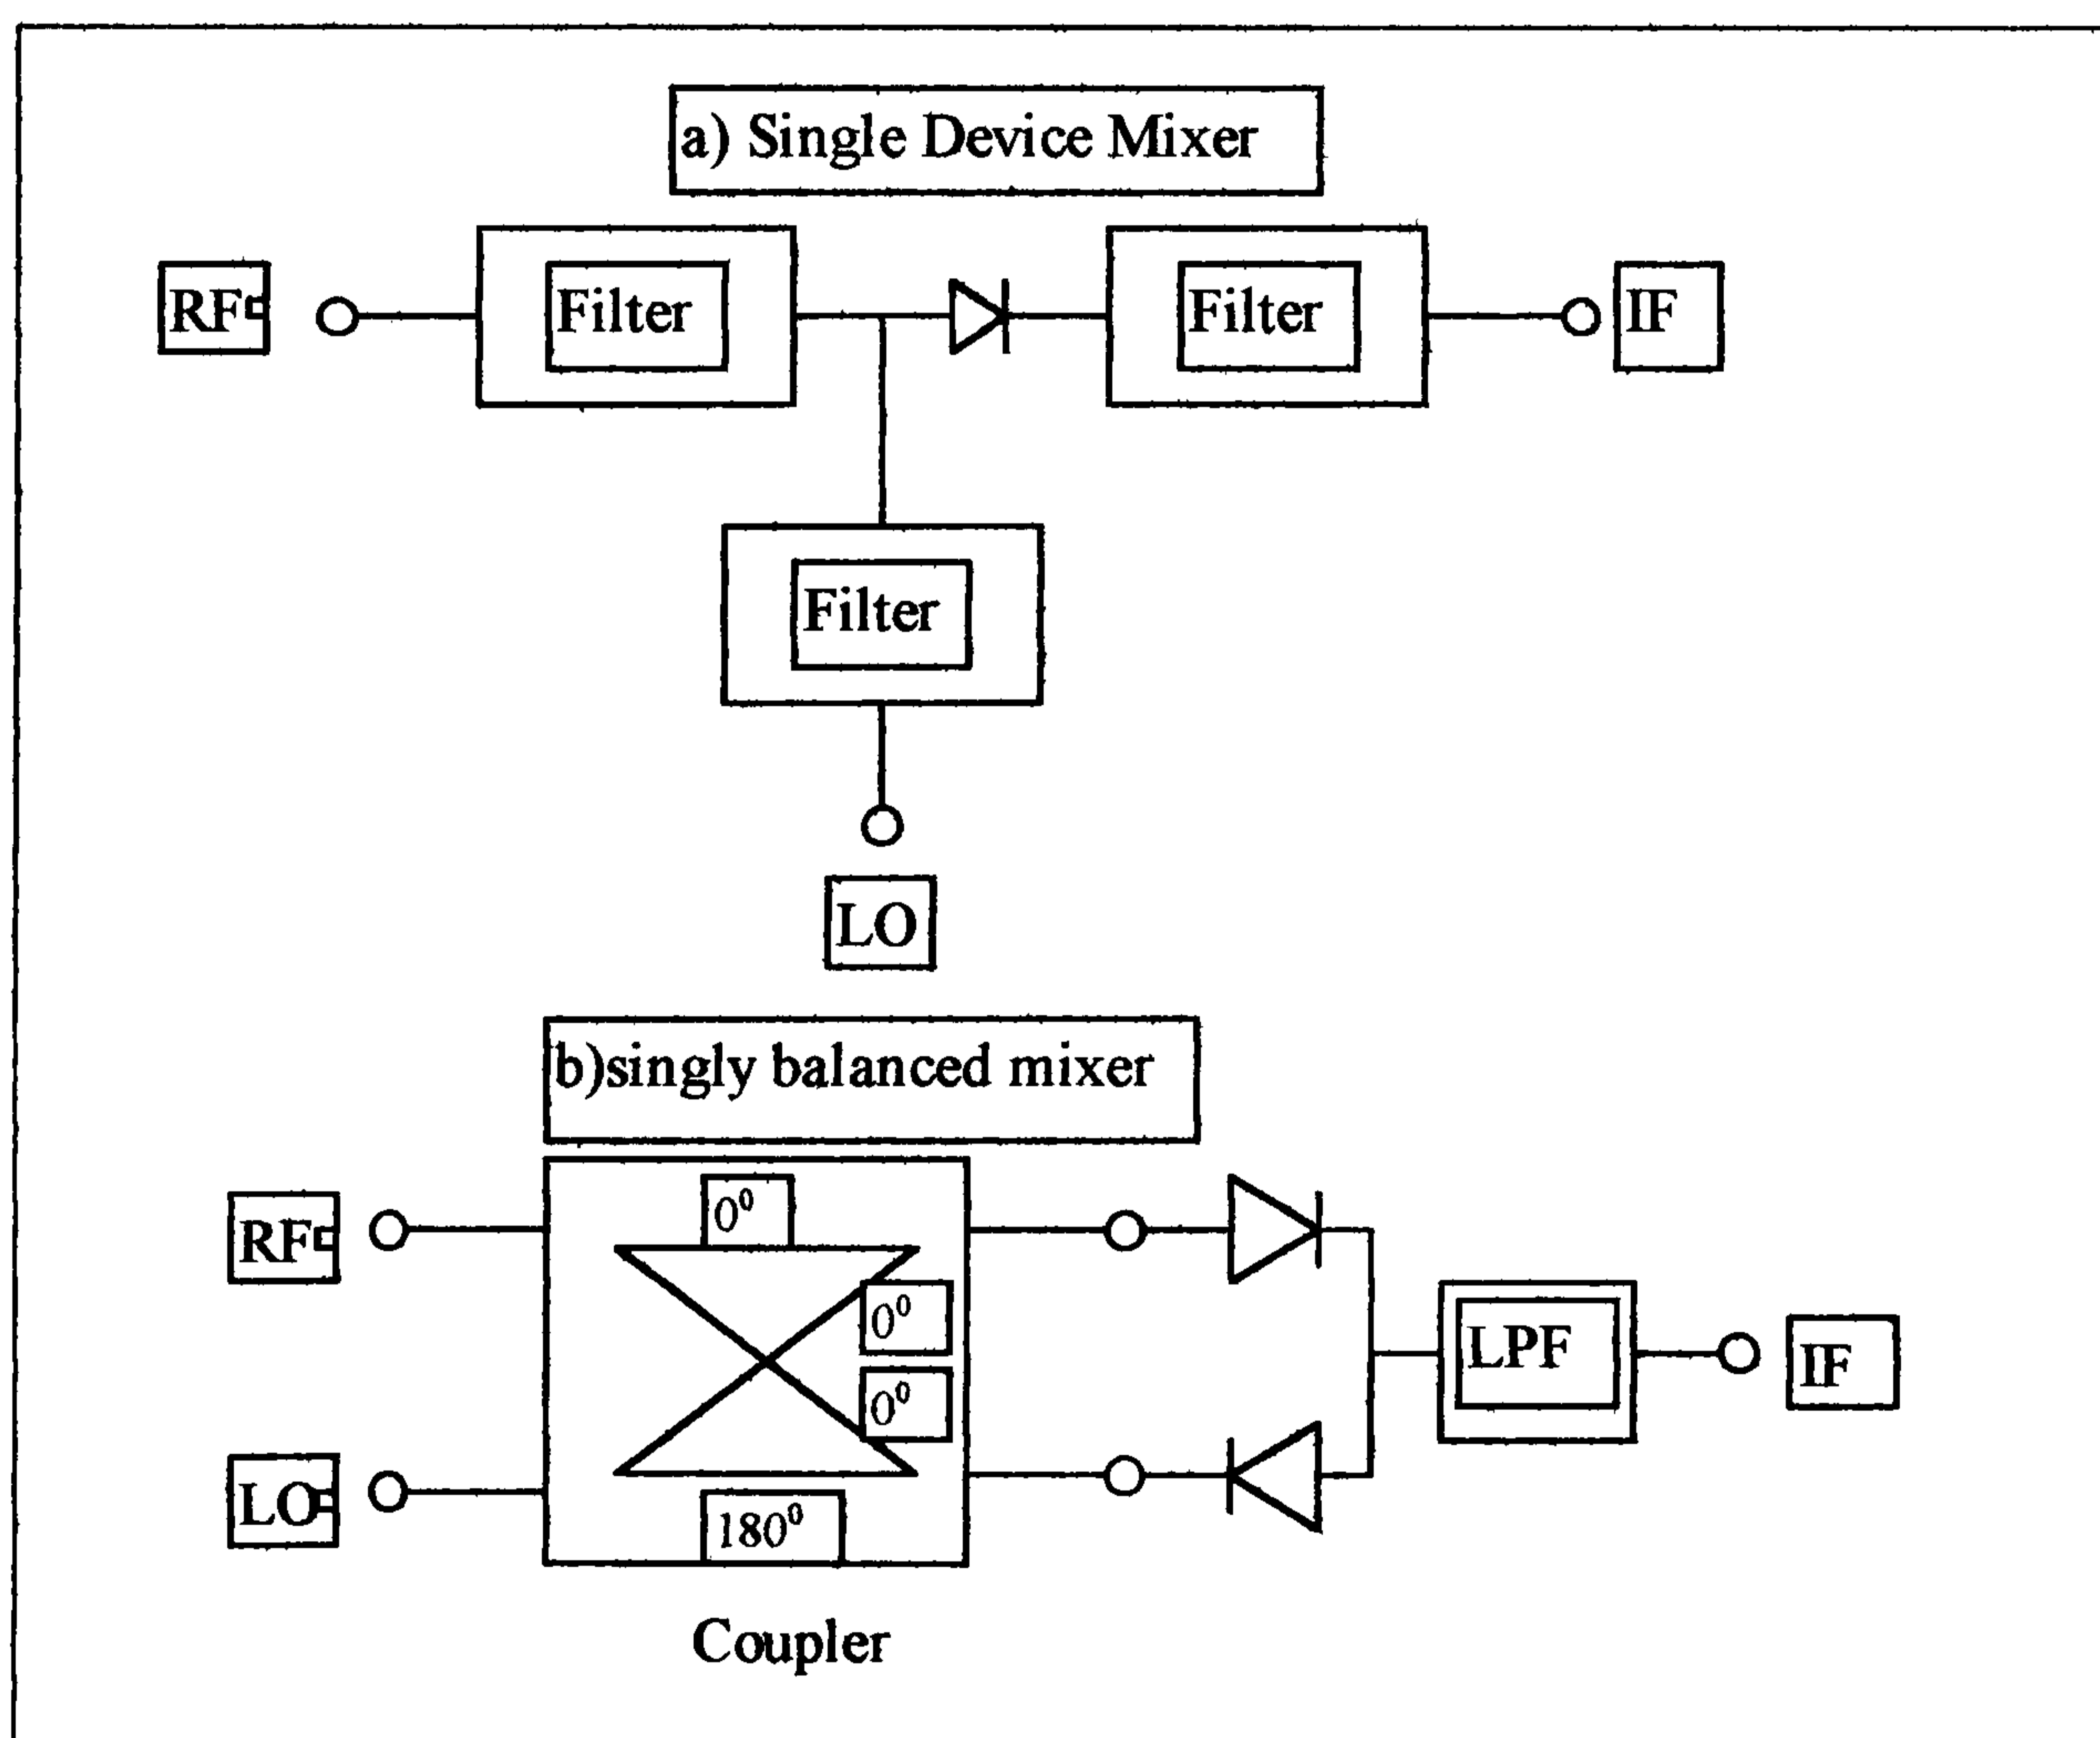 a) Single Device Mixer
RF
Filter
Filter
IF
Filter
LO
b)singly balanced mixer
RF
0⁰
0⁰
LPF
IF
0⁰
LO
180⁰
Coupler